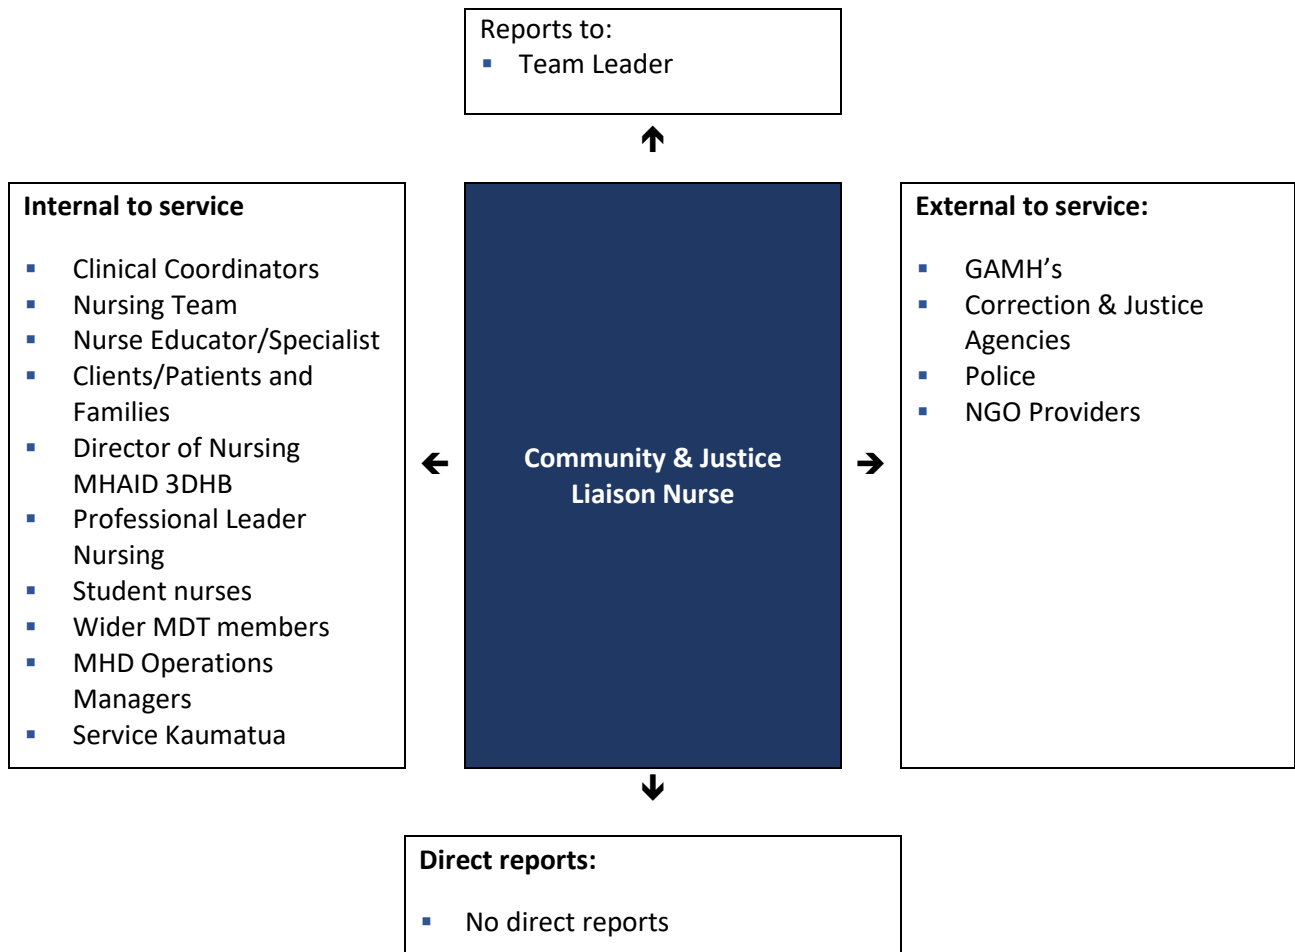 Reports to:
▪ Team Leader
Internal to service
▪ Clinical Coordinators
▪ Nursing Team
▪ Nurse Educator/Specialist
▪ Clients/Patients and
Families
▪ Director of Nursing
MHAID 3DHB
▪ Professional Leader
Nursing
▪ Student nurses
▪ Wider MDT members
▪ MHD Operations
Managers
▪ Service Kaumatua
Community & Justice
Liaison Nurse
External to service:
▪ GAMH's
▪ Correction & Justice
Agencies
▪ Police
▪ NGO Providers
Direct reports:
▪ No direct reports